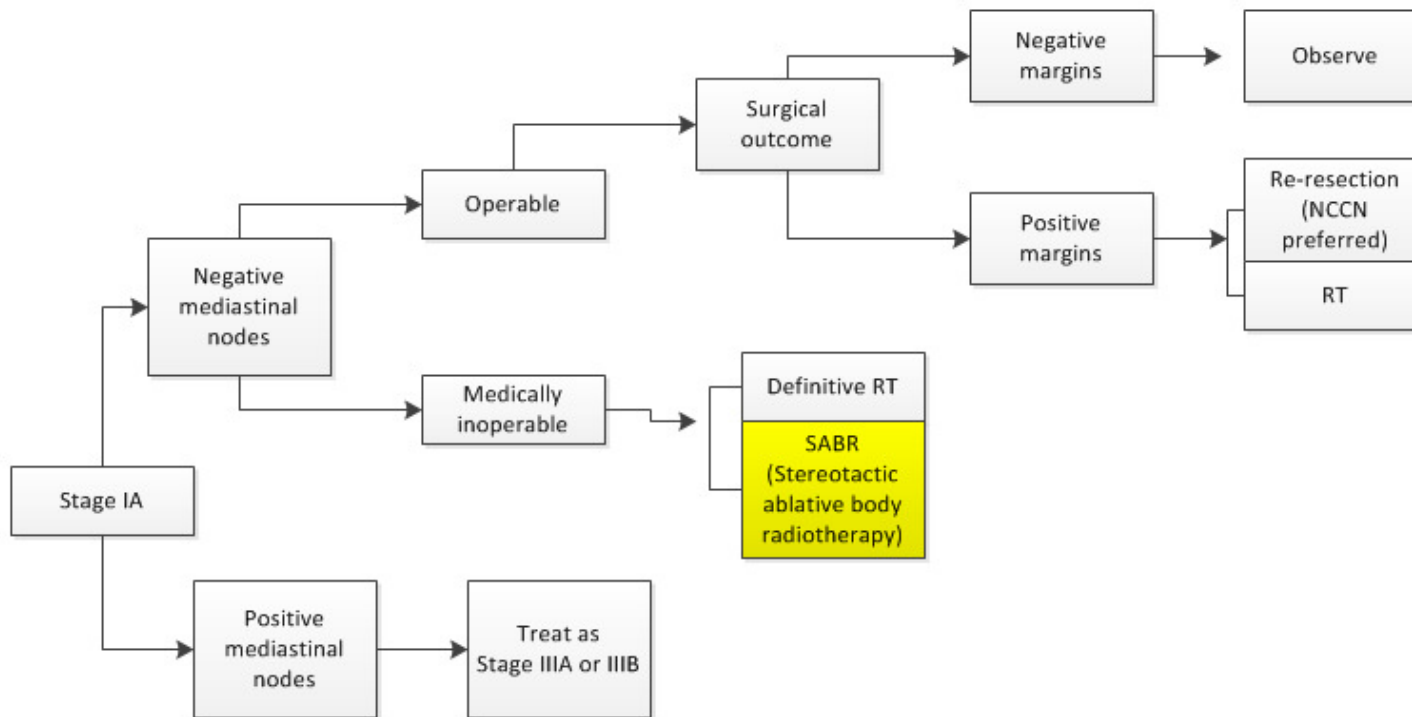 Negative
margins
Observe
Surgical
outcome
Re-resection
(NCCN
preferred)
Operable
Positive
margins
RT
Negative
mediastinal
nodes
Medically
inoperable
Definitive RT
SABR
(Stereotactic
ablative body
radiotherapy)
Stage IA
Positive
mediastinal
nodes
Treat as
Stage IIIA or IIIB